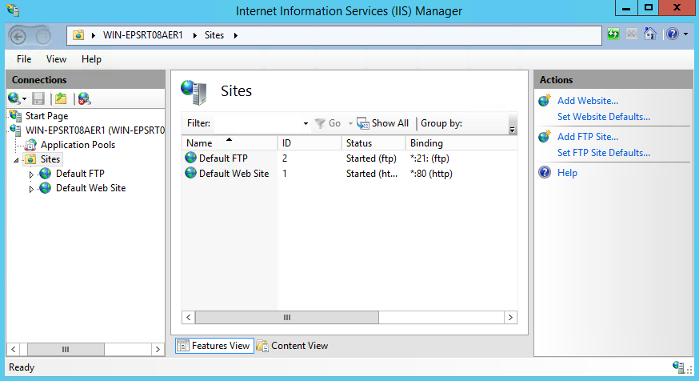 Internet Information Services (IIS) Manager
WIN-EPSRT08AER1 Sites
File View Help
Connections
Start Page
WIN-EPSRT08AER1 (WIN-EPSRT0
Application Pools
Sites
Default FTP
Default Web Site
Sites
Filter: Go Show All Group by:
Name ID Status Binding
Default FTP 2 Started (ftp) *:21: (ftp)
Default Web Site 1 Started (ht... *:80 (http)
Features View Content View
Actions
Add Website...
Set Website Defaults...
Add FTP Site...
Set FTP Site Defaults...
Help
Ready